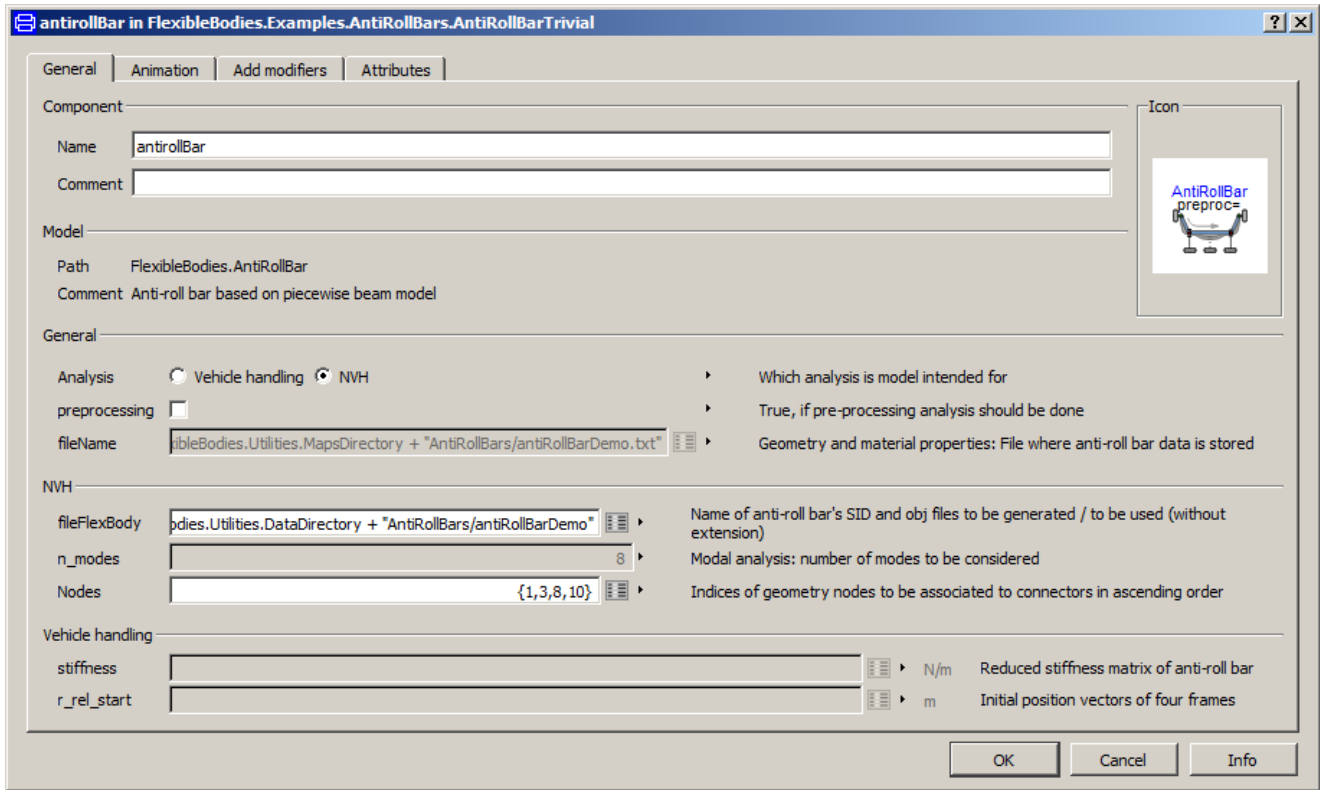 antirollBar in FlexibleBodies.Examples.AntiRollBars.AntiRollBarTrivial
General Animation Add modifiers Attributes
Component
Icon
Name antirollBar
Comment
AntiRollBar
preproc=
Model
Path FlexibleBodies.AntiRollBar
Comment Anti-roll bar based on piecewise beam model
General
Analysis Vehicle handling NVH Which analysis is model intended for
preprocessing True, if pre-processing analysis should be done
fileName xibleBodies.Utilities.MapsDirectory + "AntiRollBars/antiRollBarDemo.txt" Geometry and material properties: File where anti-roll bar data is stored
NVH
fileFlexBody odies.Utilities.DataDirectory + "AntiRollBars/antiRollBarDemo" Name of anti-roll bar's SID and obj files to be generated / to be used (without
extension)
n_modes 8 Modal analysis: number of modes to be considered
Nodes {1,3,8,10} Indices of geometry nodes to be associated to connectors in ascending order
Vehicle handling
stiffness N/m Reduced stiffness matrix of anti-roll bar
r_rel_start m Initial position vectors of four frames
OK Cancel Info